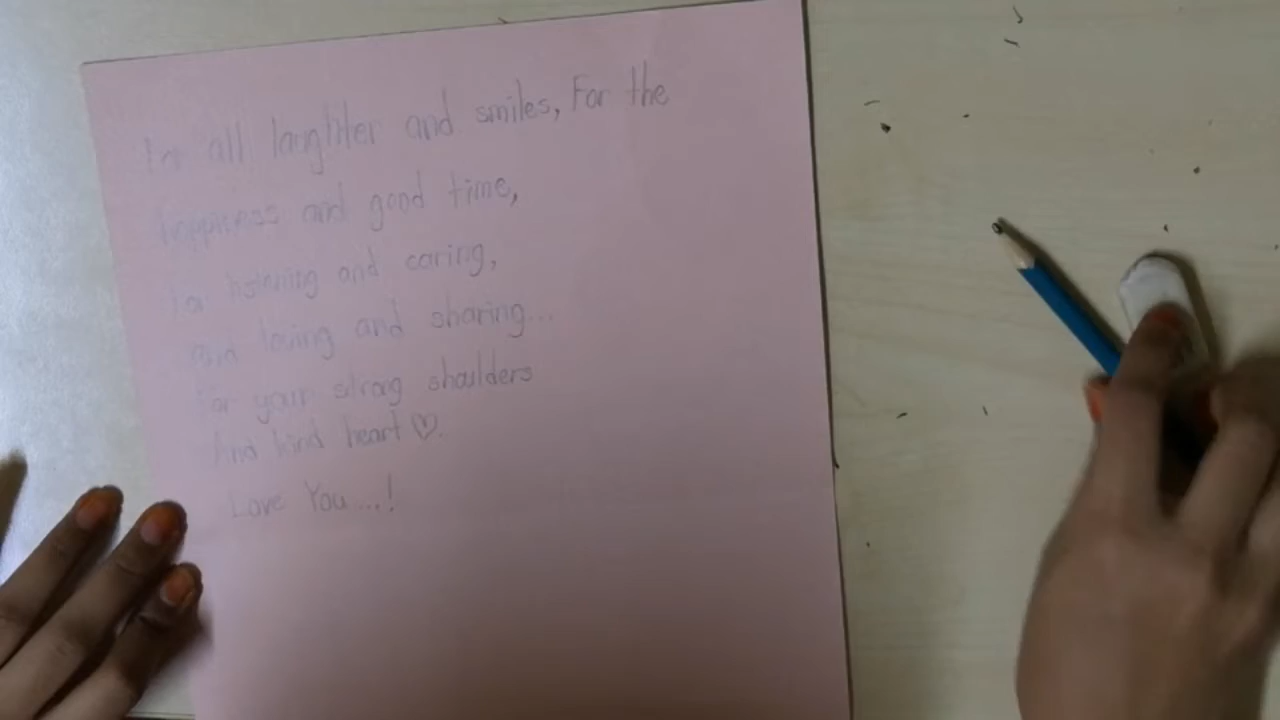 For all laughter and smiles, For the
happiness and good time,
for listening and caring,
and loving and sharing...
for your strong shoulders
And kind heart ♡.
Love You...!